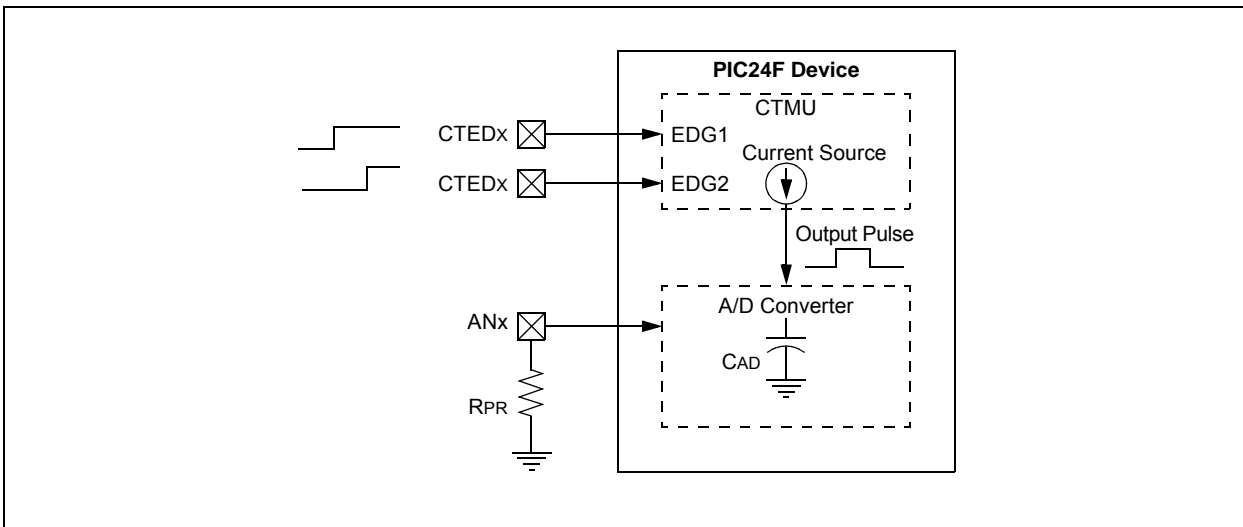 PIC24F Device
CTMU
CTEDX
EDG1
Current Source
CTEDX
EDG2
Output Pulse
A/D Converter
ANx
CAD
RPR